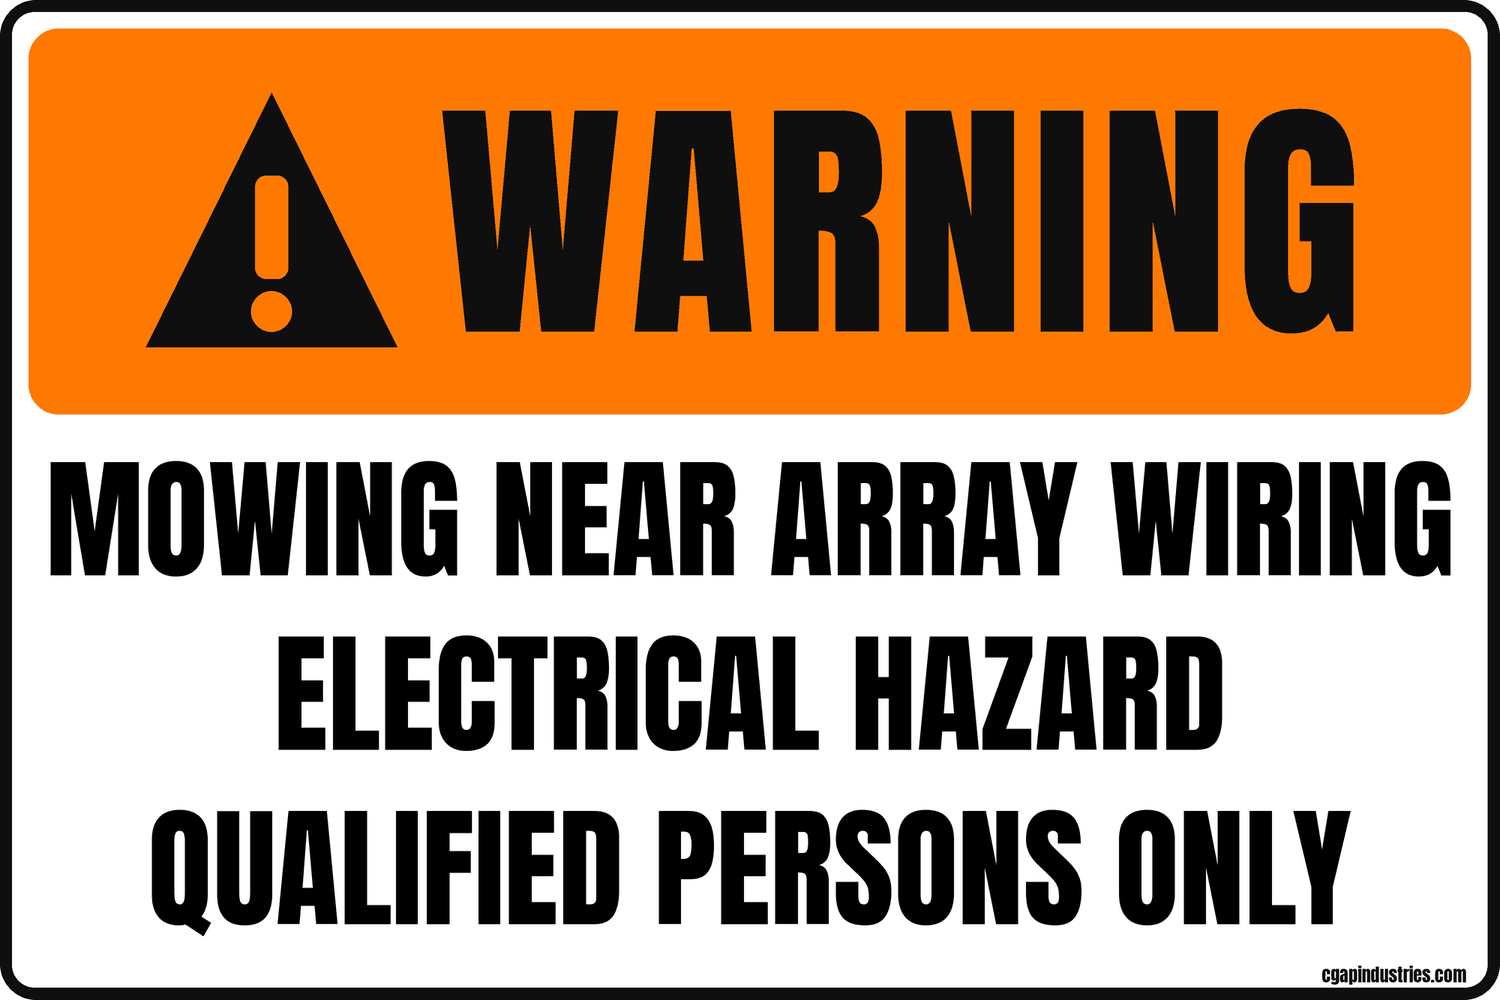 WARNING
MOWING NEAR ARRAY WIRING
ELECTRICAL HAZARD
QUALIFIED PERSONS ONLY
cgapindustries.com